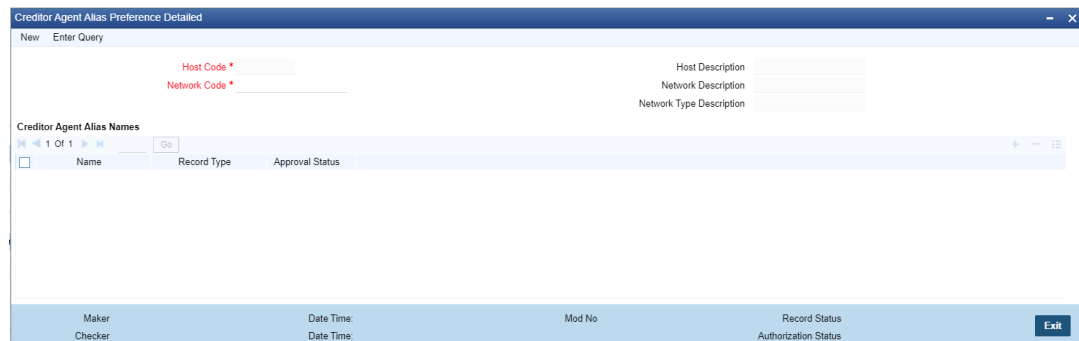 Creditor Agent Alias Preference Detailed
New Enter Query
Host Code * Host Description
Network Code * Network Description
Network Type Description
Creditor Agent Alias Names
1 Of 1 Go
Name Record Type Approval Status
Maker Date Time: Mod No Record Status
Checker Date Time: Authorization Status
Exit